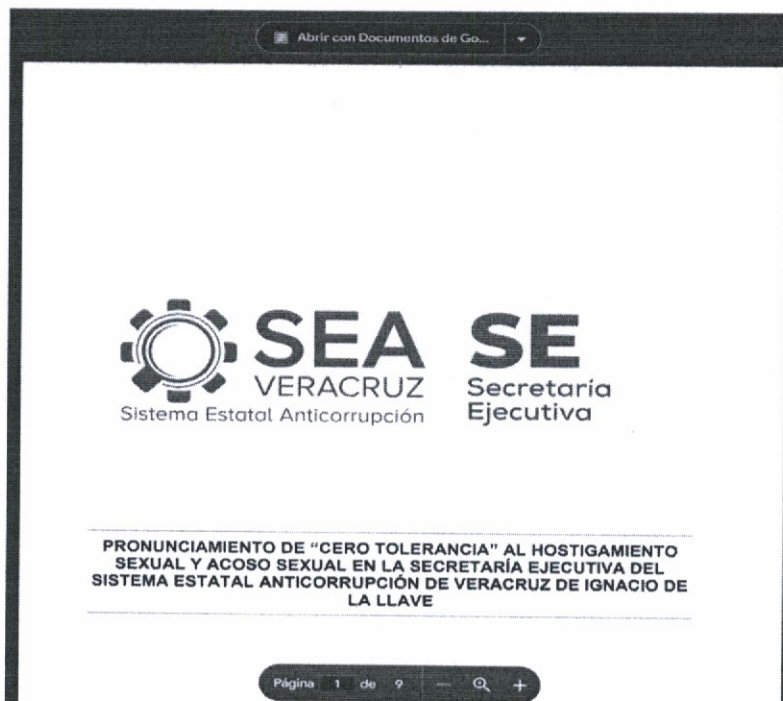 Abrir con Documentos de Go...
SEA
VERACRUZ
Sistema Estatal Anticorrupción
SE
Secretaría
Ejecutiva
PRONUNCIAMIENTO DE “CERO TOLERANCIA” AL HOSTIGAMIENTO
SEXUAL Y ACOSO SEXUAL EN LA SECRETARÍA EJECUTIVA DEL
SISTEMA ESTATAL ANTICORRUPCIÓN DE VERACRUZ DE IGNACIO DE
LA LLAVE
Página 1 de 9 — +